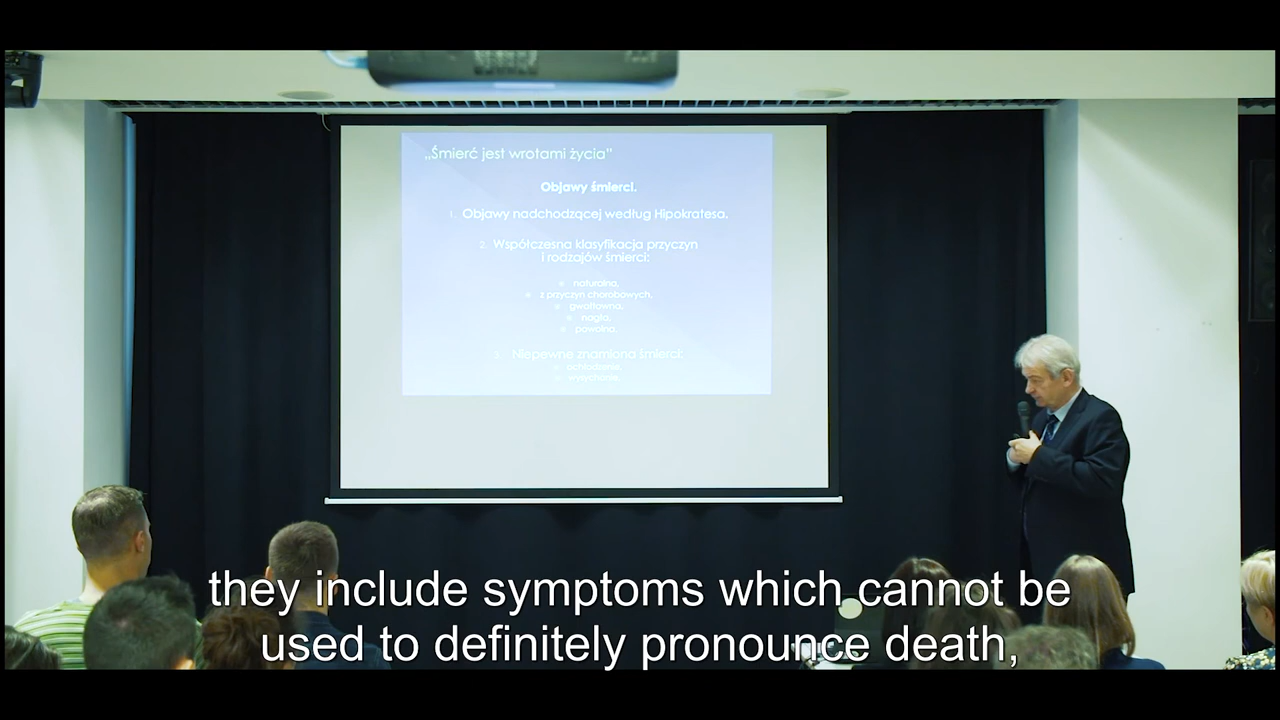 „Śmierć jest wrotami życia”
Objawy śmierci.
1. Objawy nadchodzącej według Hipokratesa.
2. Współczesna klasyfikacja przyczyn
i rodzajów śmierci:
naturalna,
z przyczyn chorobowych,
gwałtowna,
nagła,
powolna,
3. Niepewne znamiona śmierci:
ochłodzenie,
wysychanie,
they include symptoms which cannot be
used to definitely pronounce death,